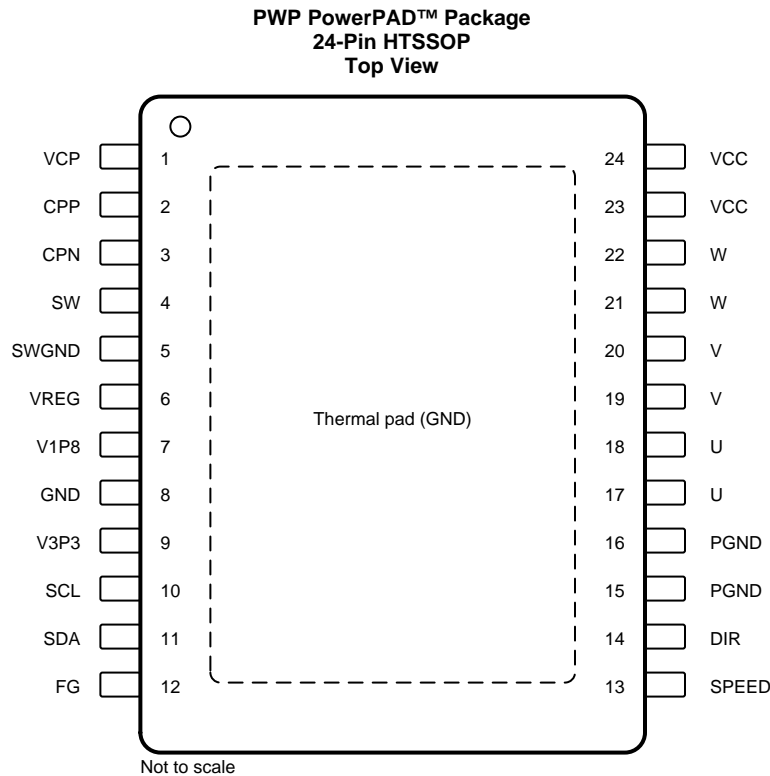 PWP PowerPAD™ Package
24-Pin HTSSOP
Top View
VCP 1 24 VCC
CPP 2 23 VCC
CPN 3 22 W
SW 4 21 W
SWGND 5 20 V
VREG 6 19 V
Thermal pad (GND)
V1P8 7 18 U
GND 8 17 U
V3P3 9 16 PGND
SCL 10 15 PGND
SDA 11 14 DIR
FG 12 13 SPEED
Not to scale